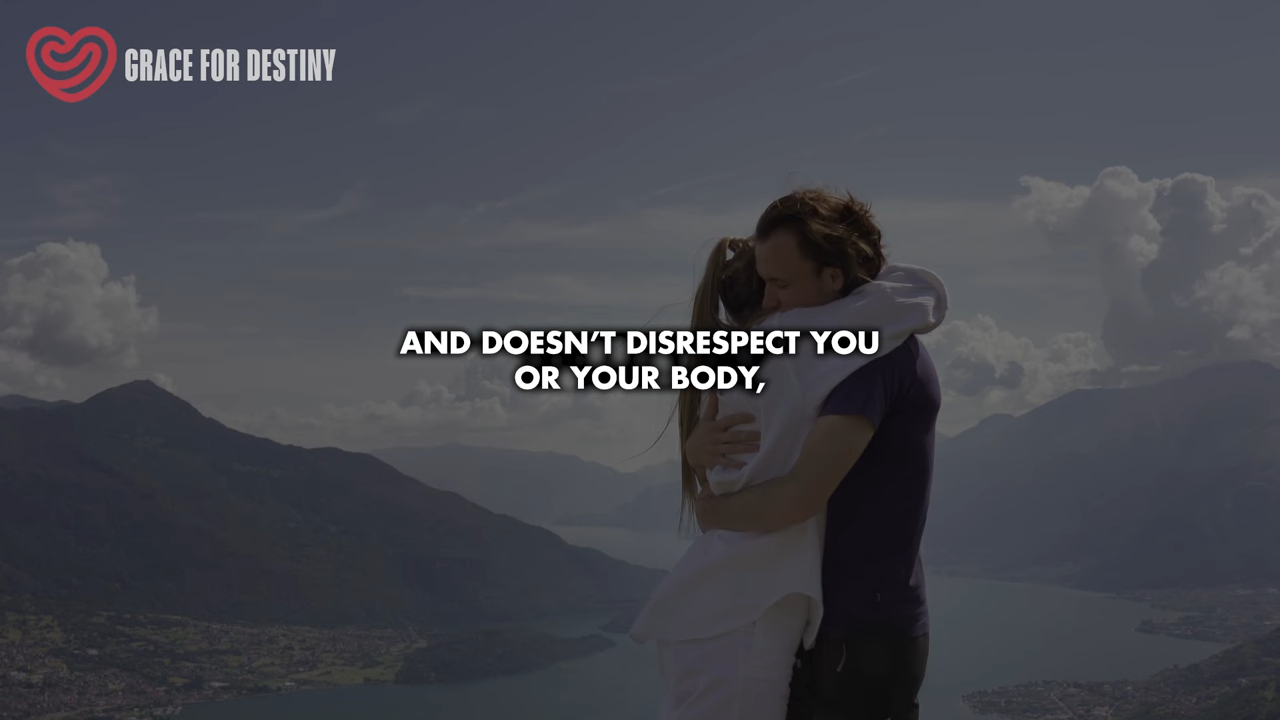 GRACE FOR DESTINY
AND DOESN'T DISRESPECT YOU
OR YOUR BODY,